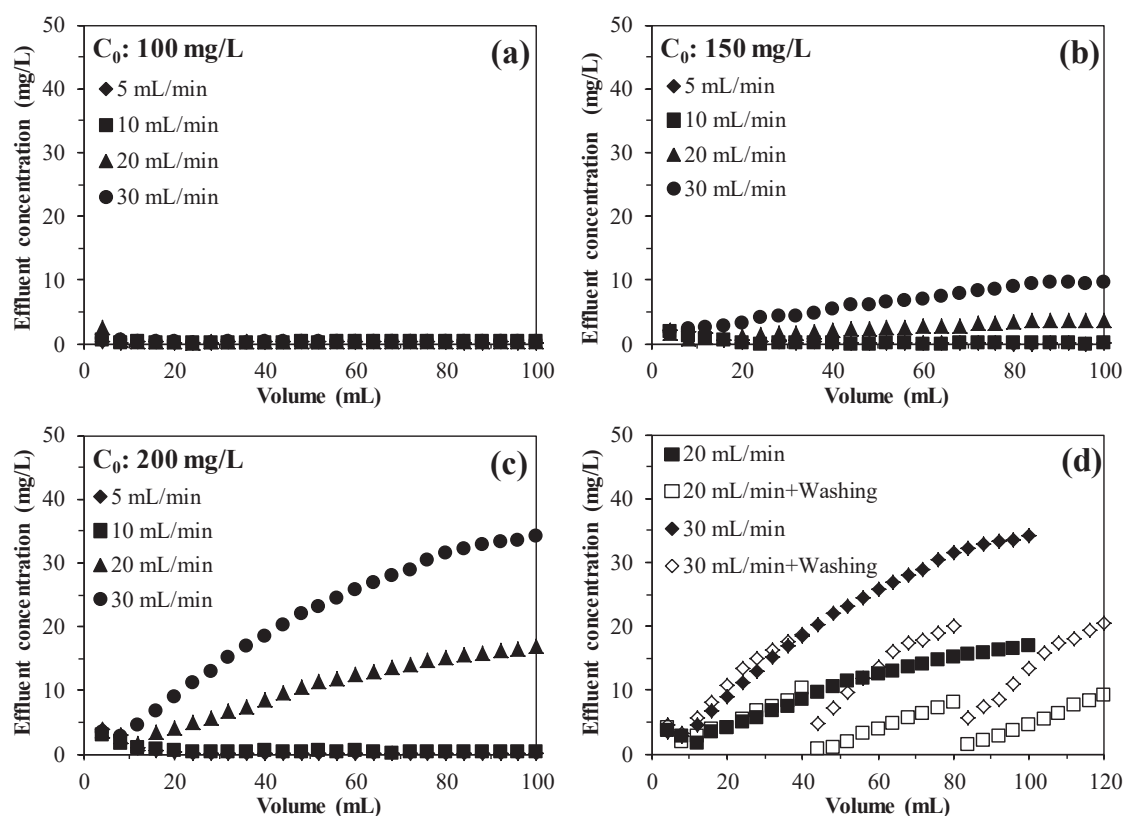 C₀: 100 mg/L
(a)
5 mL/min
10 mL/min
20 mL/min
30 mL/min
Effluent concentration (mg/L)
50
40
30
20
10
0
0 20 40 60 80 100
Volume (mL)
C₀: 150 mg/L
(b)
5 mL/min
10 mL/min
20 mL/min
30 mL/min
Effluent concentration (mg/L)
50
40
30
20
10
0
0 20 40 60 80 100
Volume (mL)
C₀: 200 mg/L
(c)
5 mL/min
10 mL/min
20 mL/min
30 mL/min
Effluent concentration (mg/L)
50
40
30
20
10
0
0 20 40 60 80 100
Volume (mL)
(d)
20 mL/min
20 mL/min+Washing
30 mL/min
30 mL/min+Washing
Effluent concentration (mg/L)
50
40
30
20
10
0
0 20 40 60 80 100 120
Volume (mL)